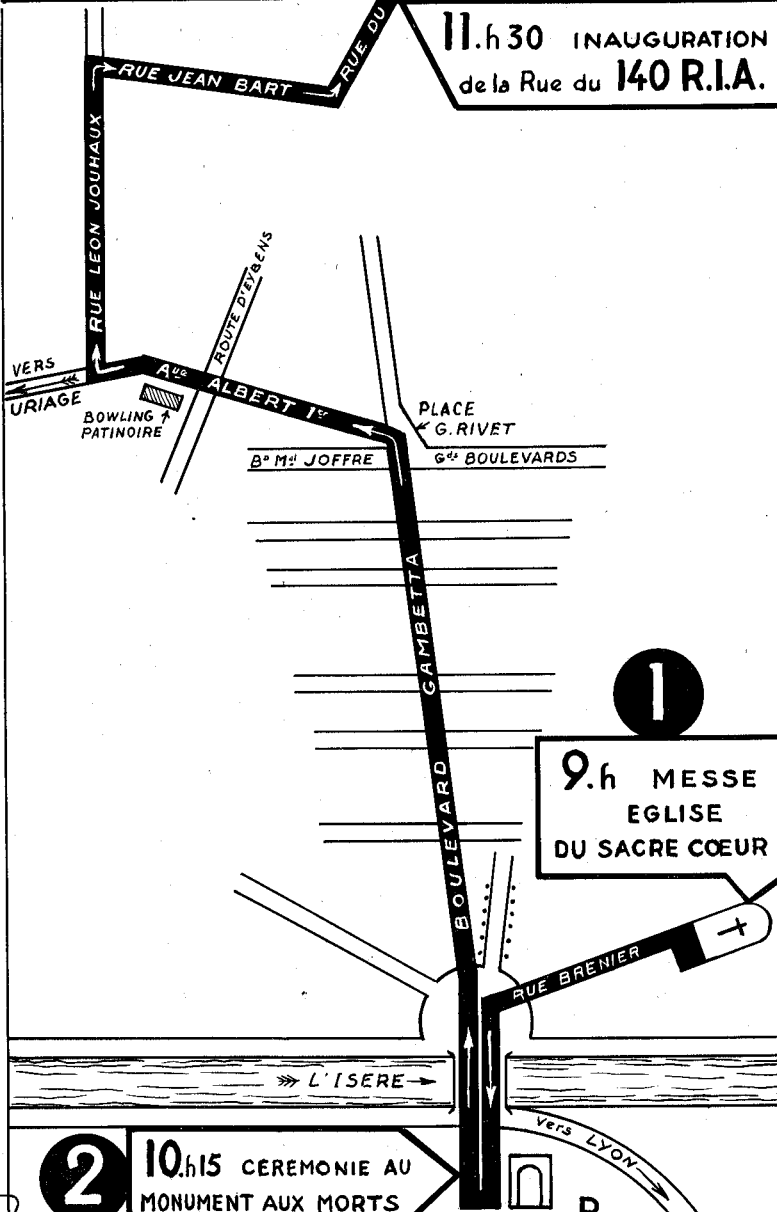 11.h30 INAUGURATION
de la Rue du 140 R.I.A.
RUE JEAN BART
RUE DU
RUE LEON JOUHAUX
ROUTE D'EYBENS
VERS
URIAGE
Aue ALBERT 1er
BOWLING
PATINOIRE
PLACE
G. RIVET
Bd Mal JOFFRE
Gds BOULEVARDS
BOULEVARD GAMBETTA
1
9.h MESSE
EGLISE
DU SACRE CŒUR
RUE BRENIER
L'ISERE
Vers LYON
2
10.h15 CEREMONIE AU
MONUMENT AUX MORTS